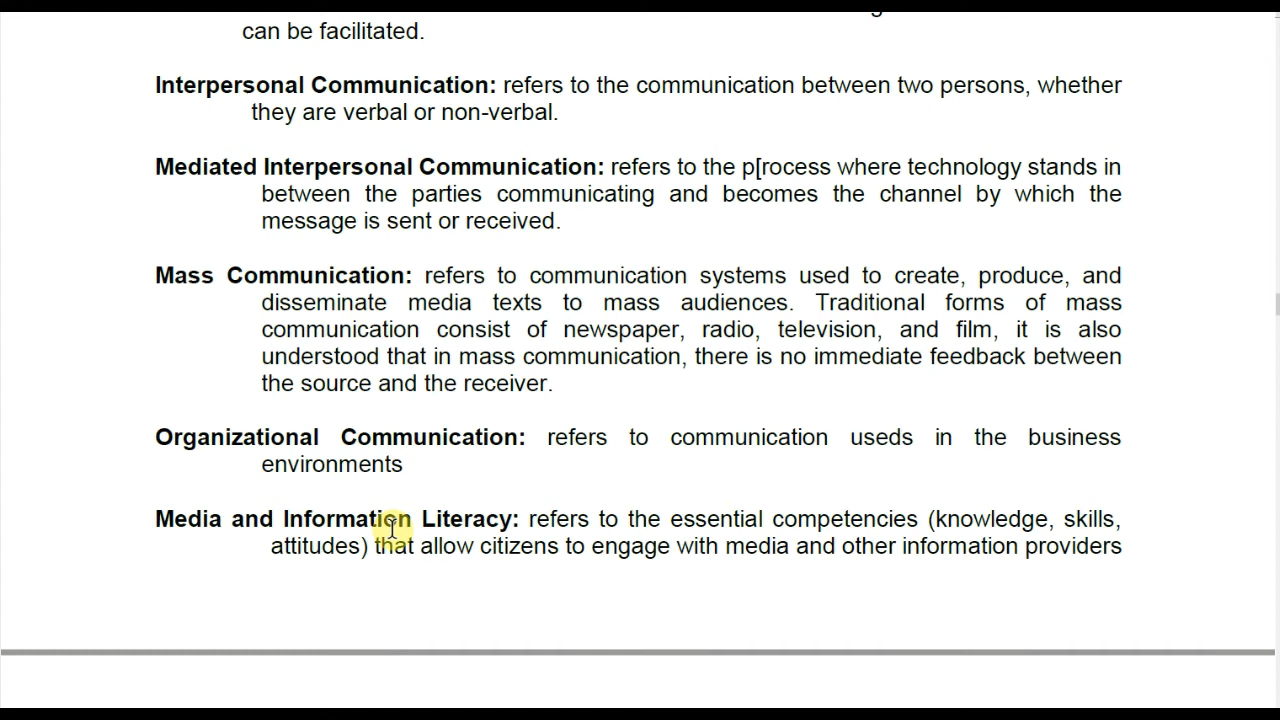 can be facilitated.
Interpersonal Communication: refers to the communication between two persons, whether
they are verbal or non-verbal.
Mediated Interpersonal Communication: refers to the p[rocess where technology stands in
between the parties communicating and becomes the channel by which the
message is sent or received.
Mass Communication: refers to communication systems used to create, produce, and
disseminate media texts to mass audiences. Traditional forms of mass
communication consist of newspaper, radio, television, and film, it is also
understood that in mass communication, there is no immediate feedback between
the source and the receiver.
Organizational Communication: refers to communication useds in the business
environments
Media and Information Literacy: refers to the essential competencies (knowledge, skills,
attitudes) that allow citizens to engage with media and other information providers